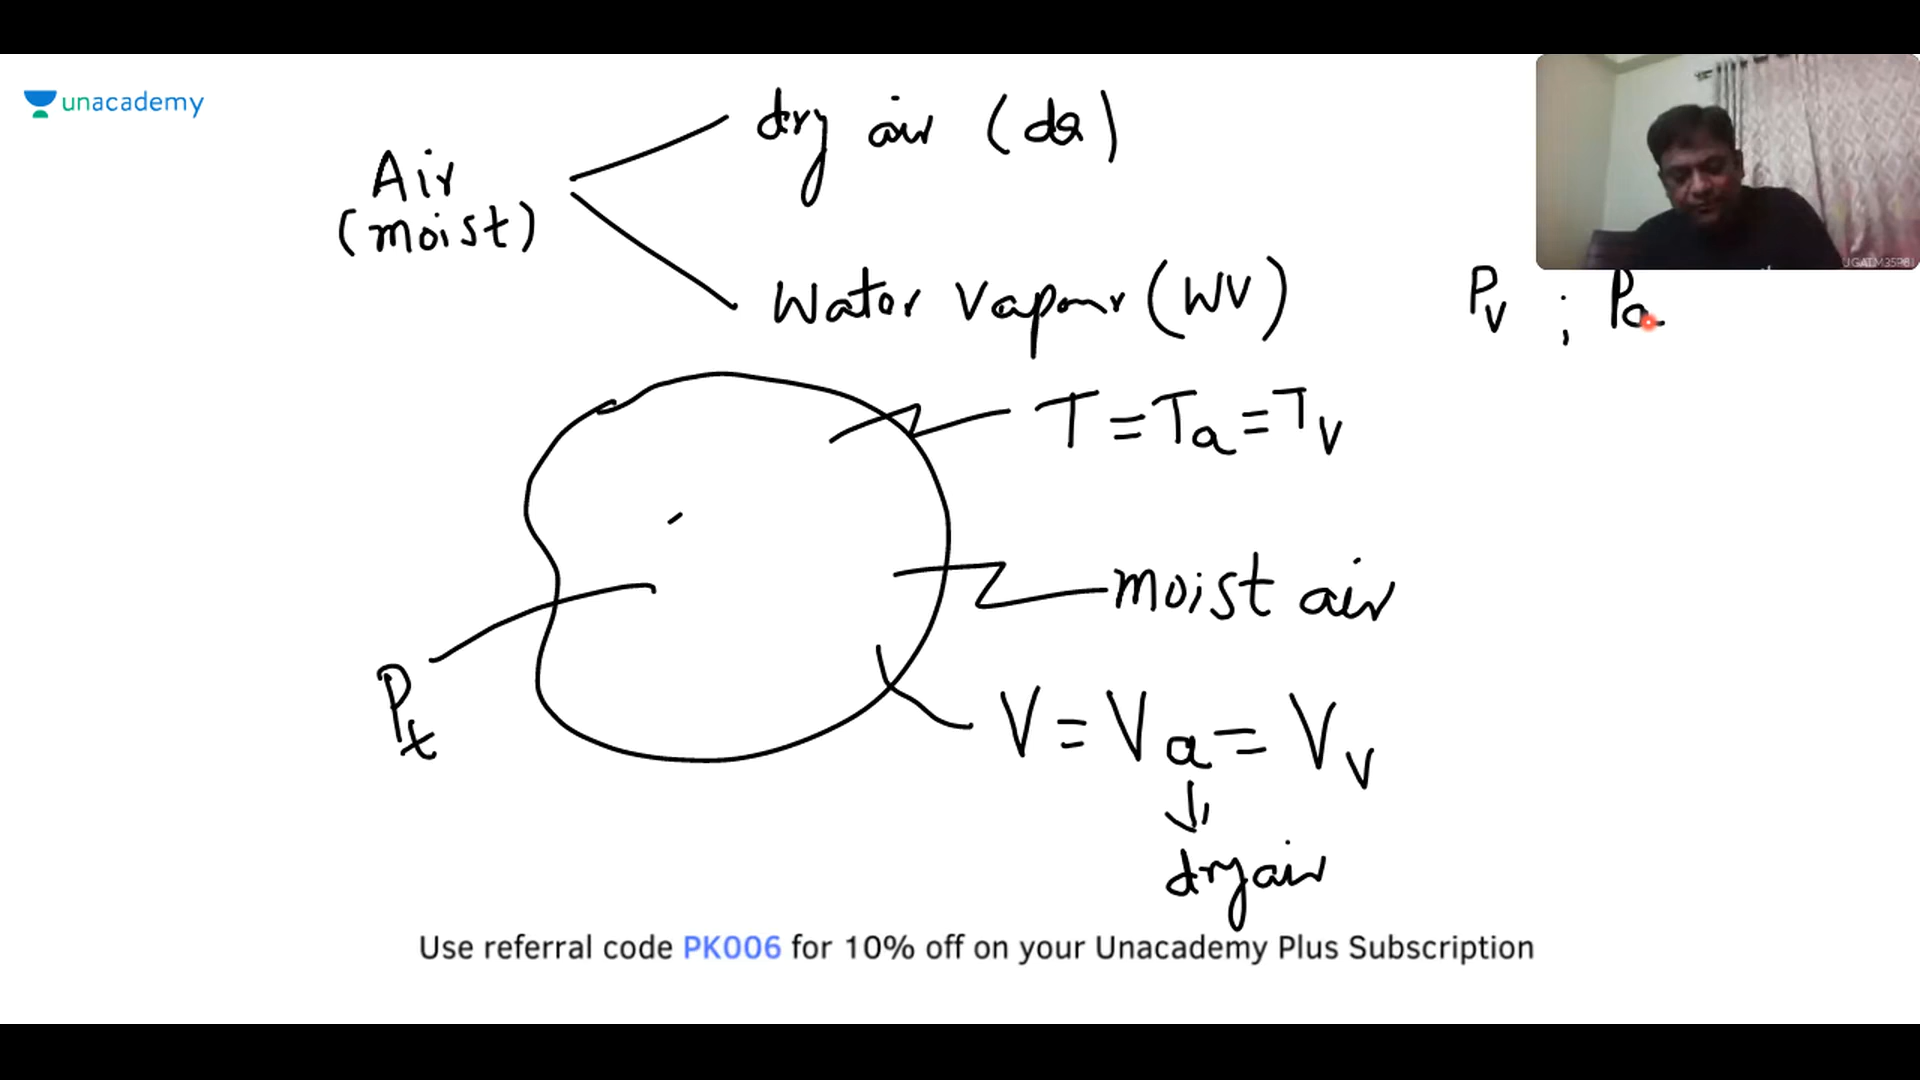 unacademy
dry air (da)
Air
(moist)
Water Vapour (WV)
Pv ; Pa
T = Ta = Tv
moist air
Pt
V = Va = Vv
↓
dry air
Use referral code PK006 for 10% off on your Unacademy Plus Subscription